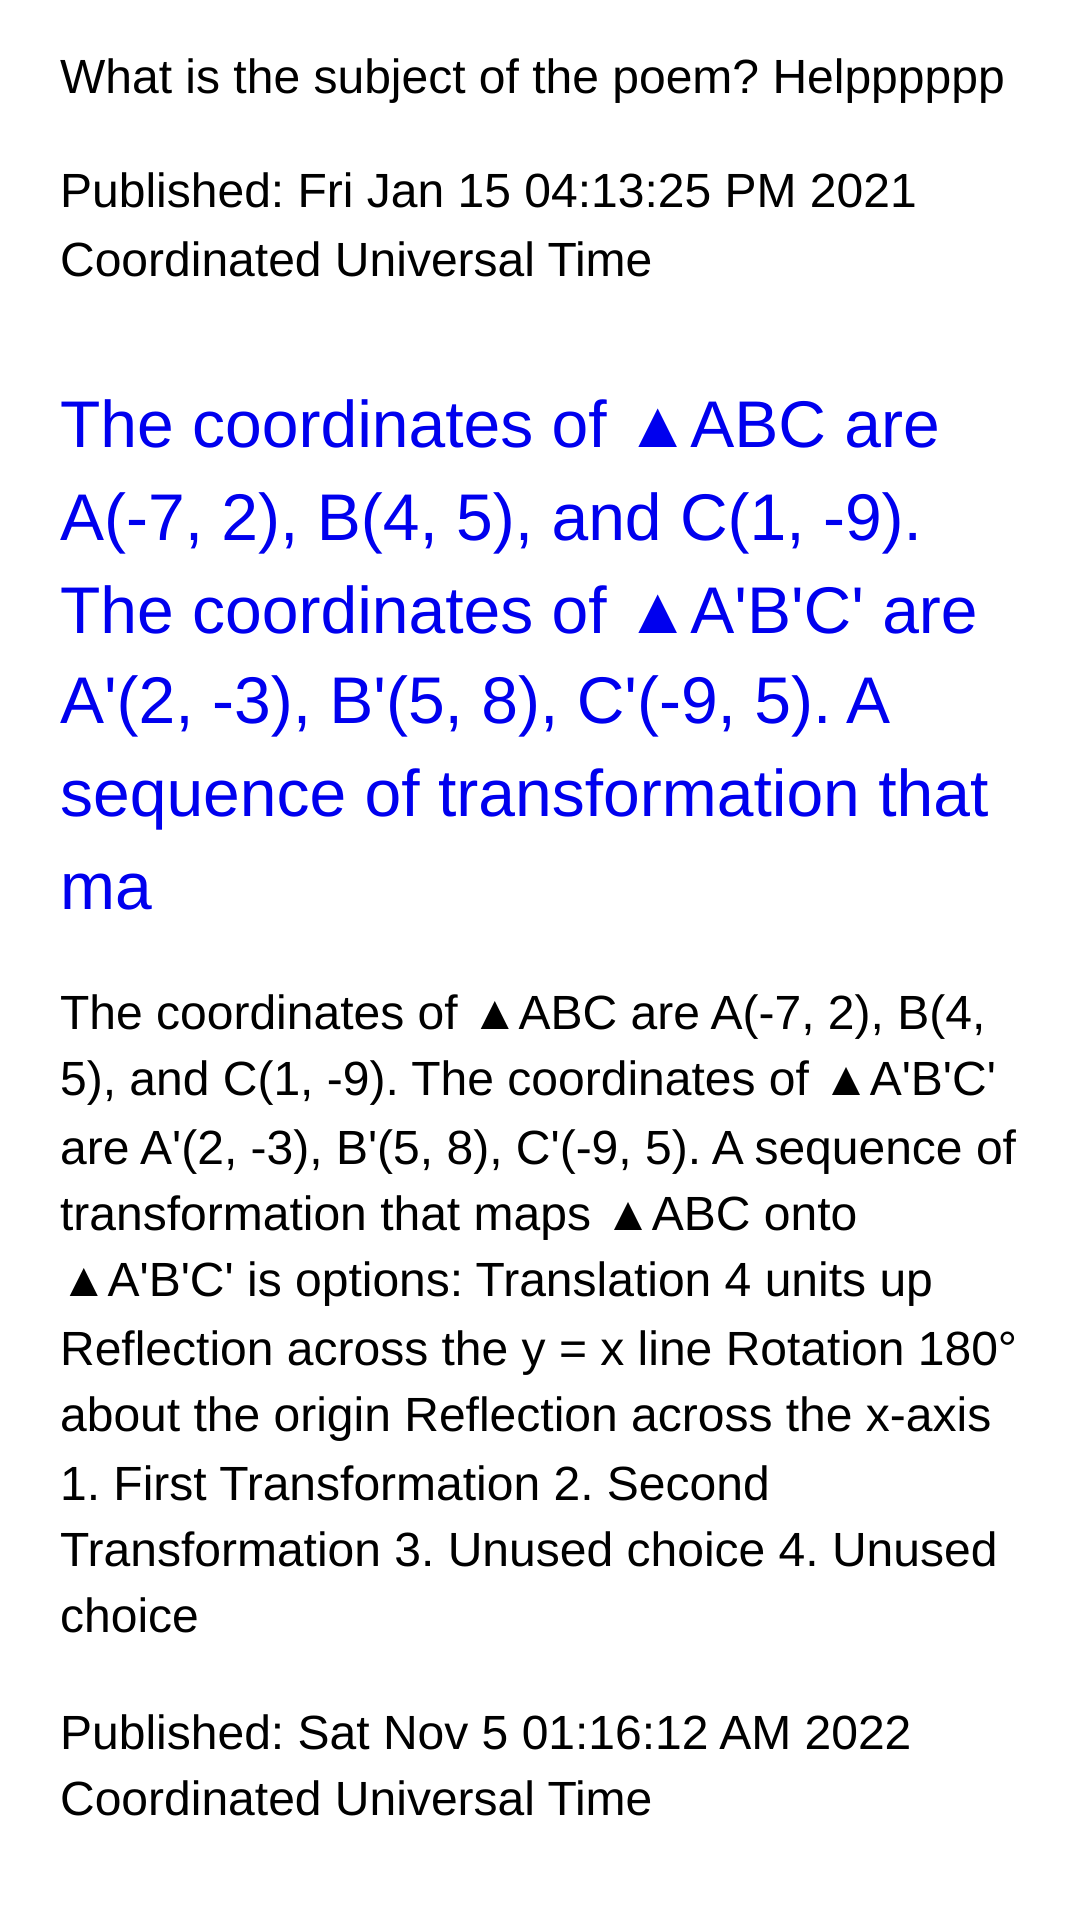 What is the subject of the poem? Helpppppp
Published: Fri Jan 15 04:13:25 PM 2021
Coordinated Universal Time
The coordinates of ▲ABC are
A(-7, 2), B(4, 5), and C(1, -9).
The coordinates of ▲A'B'C' are
A'(2, -3), B'(5, 8), C'(-9, 5). A
sequence of transformation that
ma
The coordinates of ▲ABC are A(-7, 2), B(4,
5), and C(1, -9). The coordinates of ▲A'B'C'
are A'(2, -3), B'(5, 8), C'(-9, 5). A sequence of
transformation that maps ▲ABC onto
▲A'B'C' is options: Translation 4 units up
Reflection across the y = x line Rotation 180°
about the origin Reflection across the x-axis
1. First Transformation 2. Second
Transformation 3. Unused choice 4. Unused
choice
Published: Sat Nov 5 01:16:12 AM 2022
Coordinated Universal Time